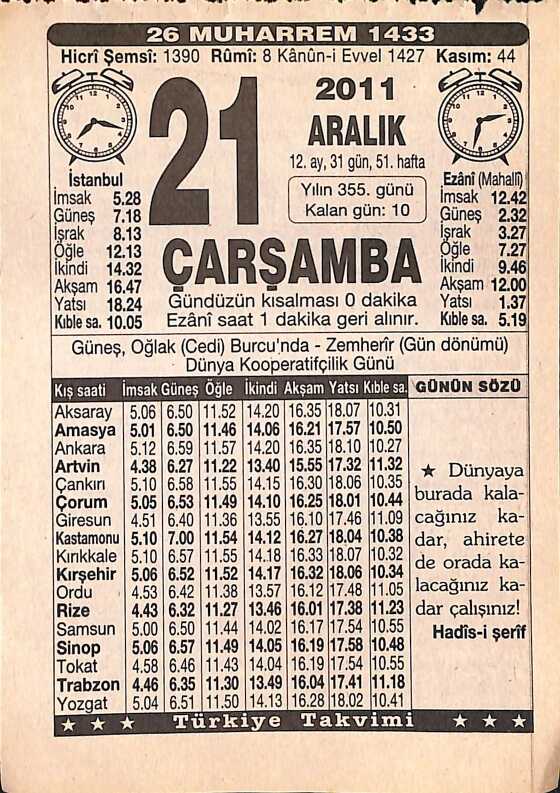 26 MUHARREM 1433
Hicrî Şemsî: 1390 Rûmî: 8 Kânûn-i Evvel 1427 Kasım: 44
21
2011
ARALIK
12. ay, 31 gün, 51. hafta
Yılın 355. günü
Kalan gün: 10
İstanbul
İmsak 5.28
Güneş 7.18
İşrak 8.13
Öğle 12.13
İkindi 14.32
Akşam 16.47
Yatsı 18.24
Kıble sa. 10.05
Ezânî (Mahallî)
İmsak 12.42
Güneş 2.32
İşrak 3.27
Öğle 7.27
İkindi 9.46
Akşam 12.00
Yatsı 1.37
Kıble sa. 5.19
ÇARŞAMBA
Gündüzün kısalması 0 dakika
Ezânî saat 1 dakika geri alınır.
Güneş, Oğlak (Cedi) Burcu'nda - Zemherîr (Gün dönümü)
Dünya Kooperatifçilik Günü
Kış saati İmsak Güneş Öğle İkindi Akşam Yatsı Kıble sa.
Aksaray 5.06 6.50 11.52 14.20 16.35 18.07 10.31
Amasya 5.01 6.50 11.46 14.06 16.21 17.57 10.50
Ankara 5.12 6.59 11.57 14.20 16.35 18.10 10.27
Artvin 4.38 6.27 11.22 13.40 15.55 17.32 11.32
Çankırı 5.10 6.58 11.55 14.15 16.30 18.06 10.35
Çorum 5.05 6.53 11.49 14.10 16.25 18.01 10.44
Giresun 4.51 6.40 11.36 13.55 16.10 17.46 11.09
Kastamonu 5.10 7.00 11.54 14.12 16.27 18.04 10.38
Kırıkkale 5.10 6.57 11.55 14.18 16.33 18.07 10.32
Kırşehir 5.06 6.52 11.52 14.17 16.32 18.06 10.34
Ordu 4.53 6.42 11.38 13.57 16.12 17.48 11.05
Rize 4.43 6.32 11.27 13.46 16.01 17.38 11.23
Samsun 5.00 6.50 11.44 14.02 16.17 17.54 10.55
Sinop 5.06 6.57 11.49 14.05 16.19 17.58 10.48
Tokat 4.58 6.46 11.43 14.04 16.19 17.54 10.55
Trabzon 4.46 6.35 11.30 13.49 16.04 17.41 11.18
Yozgat 5.04 6.51 11.50 14.13 16.28 18.02 10.41
GÜNÜN SÖZÜ
★ Dünyaya
burada kala-
cağınız ka-
dar, ahirete
de orada ka-
lacağınız ka-
dar çalışınız!
Hadîs-i şerîf
★ ★ ★ Türkiye Takvimi ★ ★ ★